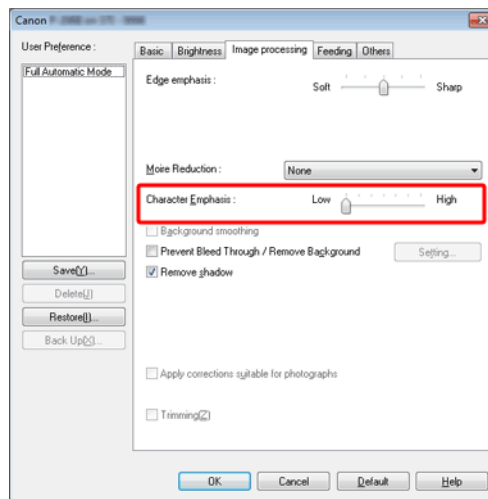 Canon
User Preference :
Full Automatic Mode
Save(Y)...
Delete(J)
Restore(I)...
Back Up(X)...
Basic Brightness Image processing Feeding Others
Edge emphasis :
Soft Sharp
Moire Reduction : None
Character Emphasis : Low High
Background smoothing
Prevent Bleed Through / Remove Background Setting...
Remove shadow
Apply corrections suitable for photographs
Trimming(Z)
OK Cancel Default Help